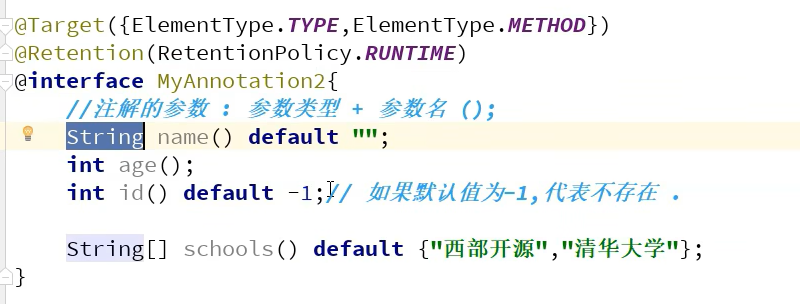 @Target({ElementType.TYPE,ElementType.METHOD})
@Retention(RetentionPolicy.RUNTIME)
@interface MyAnnotation2{
//注解的参数 : 参数类型 + 参数名 ();
String name() default "";
int age();
int id() default -1;// 如果默认值为-1,代表不存在 .
String[] schools() default {"西部开源","清华大学"};
}